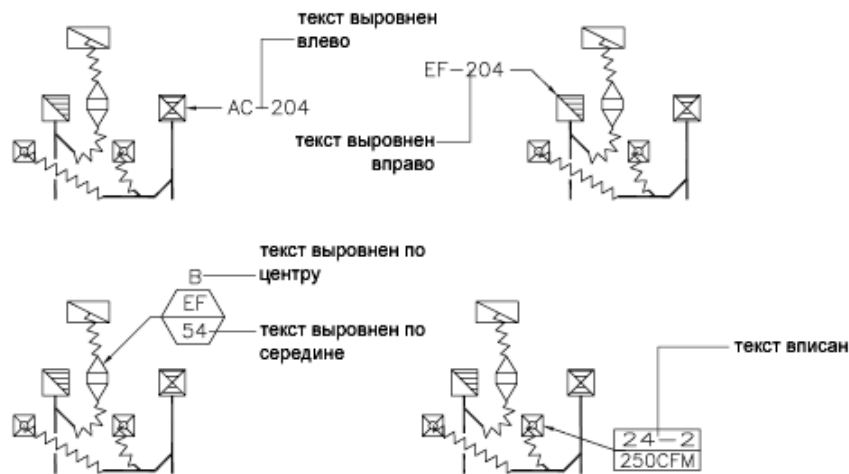 текст выровнен
влево
AC-204
EF-204
текст выровнен
вправо
текст выровнен по
центру
B
EF
54
текст выровнен по
середине
текст вписан
24-2
250CFM